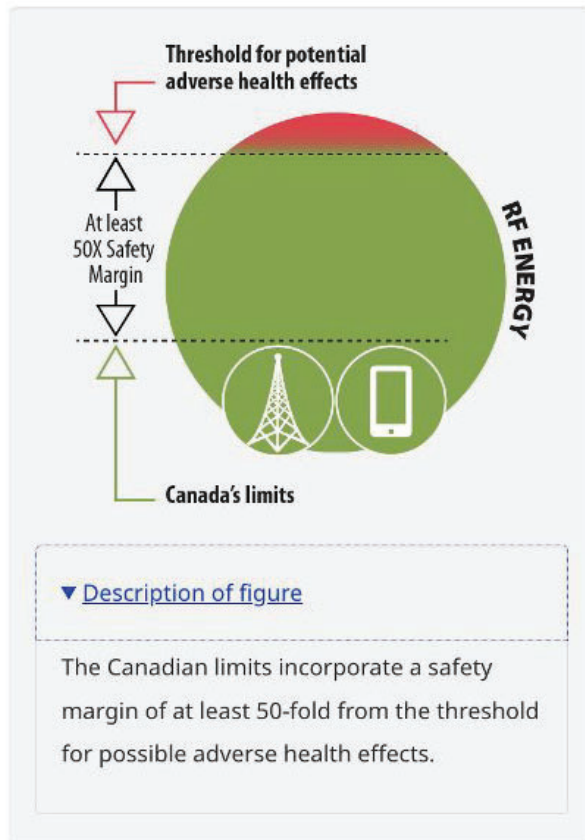 Threshold for potential
adverse health effects
At least
50X Safety
Margin
RF ENERGY
Canada's limits
▼ Description of figure
The Canadian limits incorporate a safety
margin of at least 50-fold from the threshold
for possible adverse health effects.